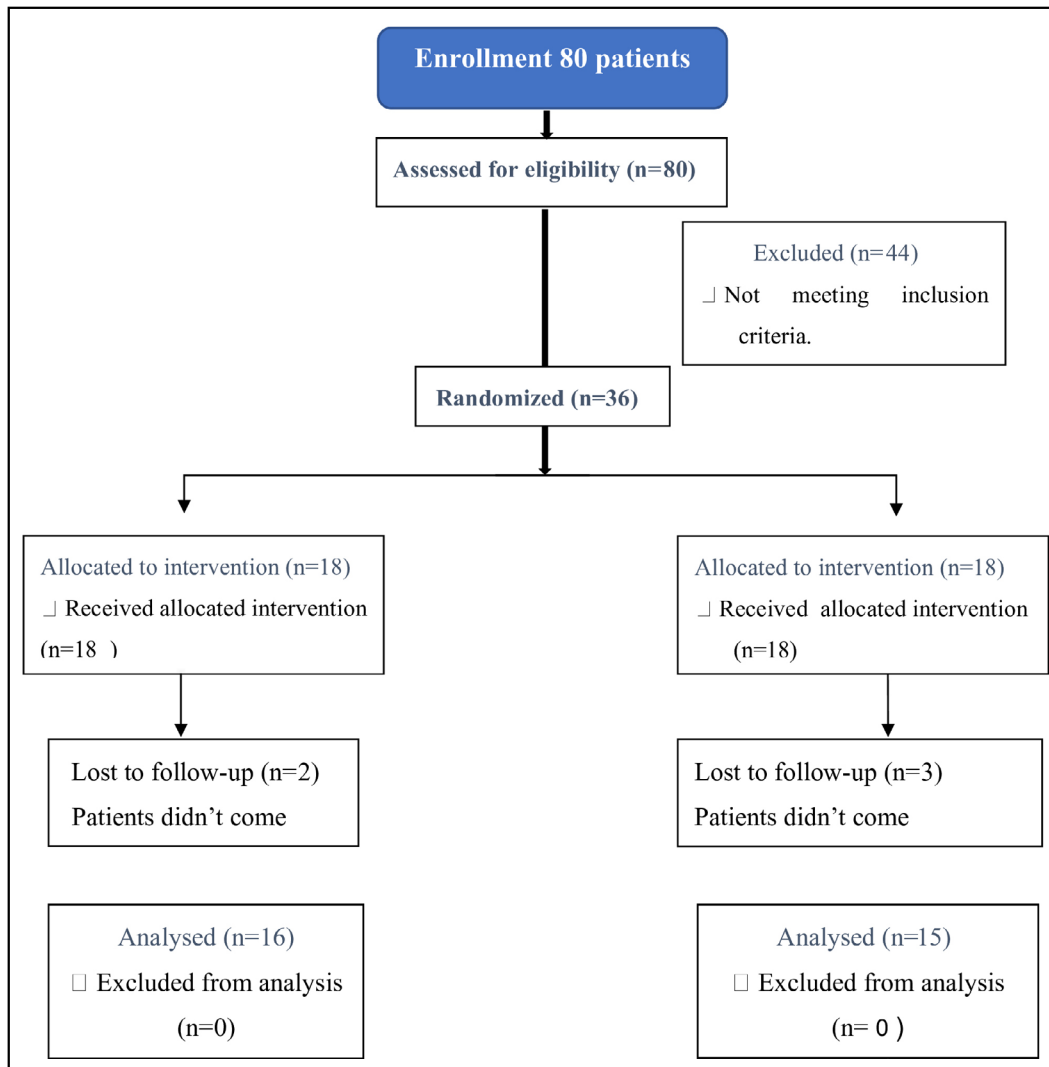 Enrollment 80 patients
Assessed for eligibility (n=80)
Excluded (n=44)
Not meeting inclusion
criteria.
Randomized (n=36)
Allocated to intervention (n=18)
Received allocated intervention
(n=18 )
Allocated to intervention (n=18)
Received allocated intervention
(n=18)
Lost to follow-up (n=2)
Patients didn’t come
Lost to follow-up (n=3)
Patients didn’t come
Analysed (n=16)
Excluded from analysis
(n=0)
Analysed (n=15)
Excluded from analysis
(n= 0 )